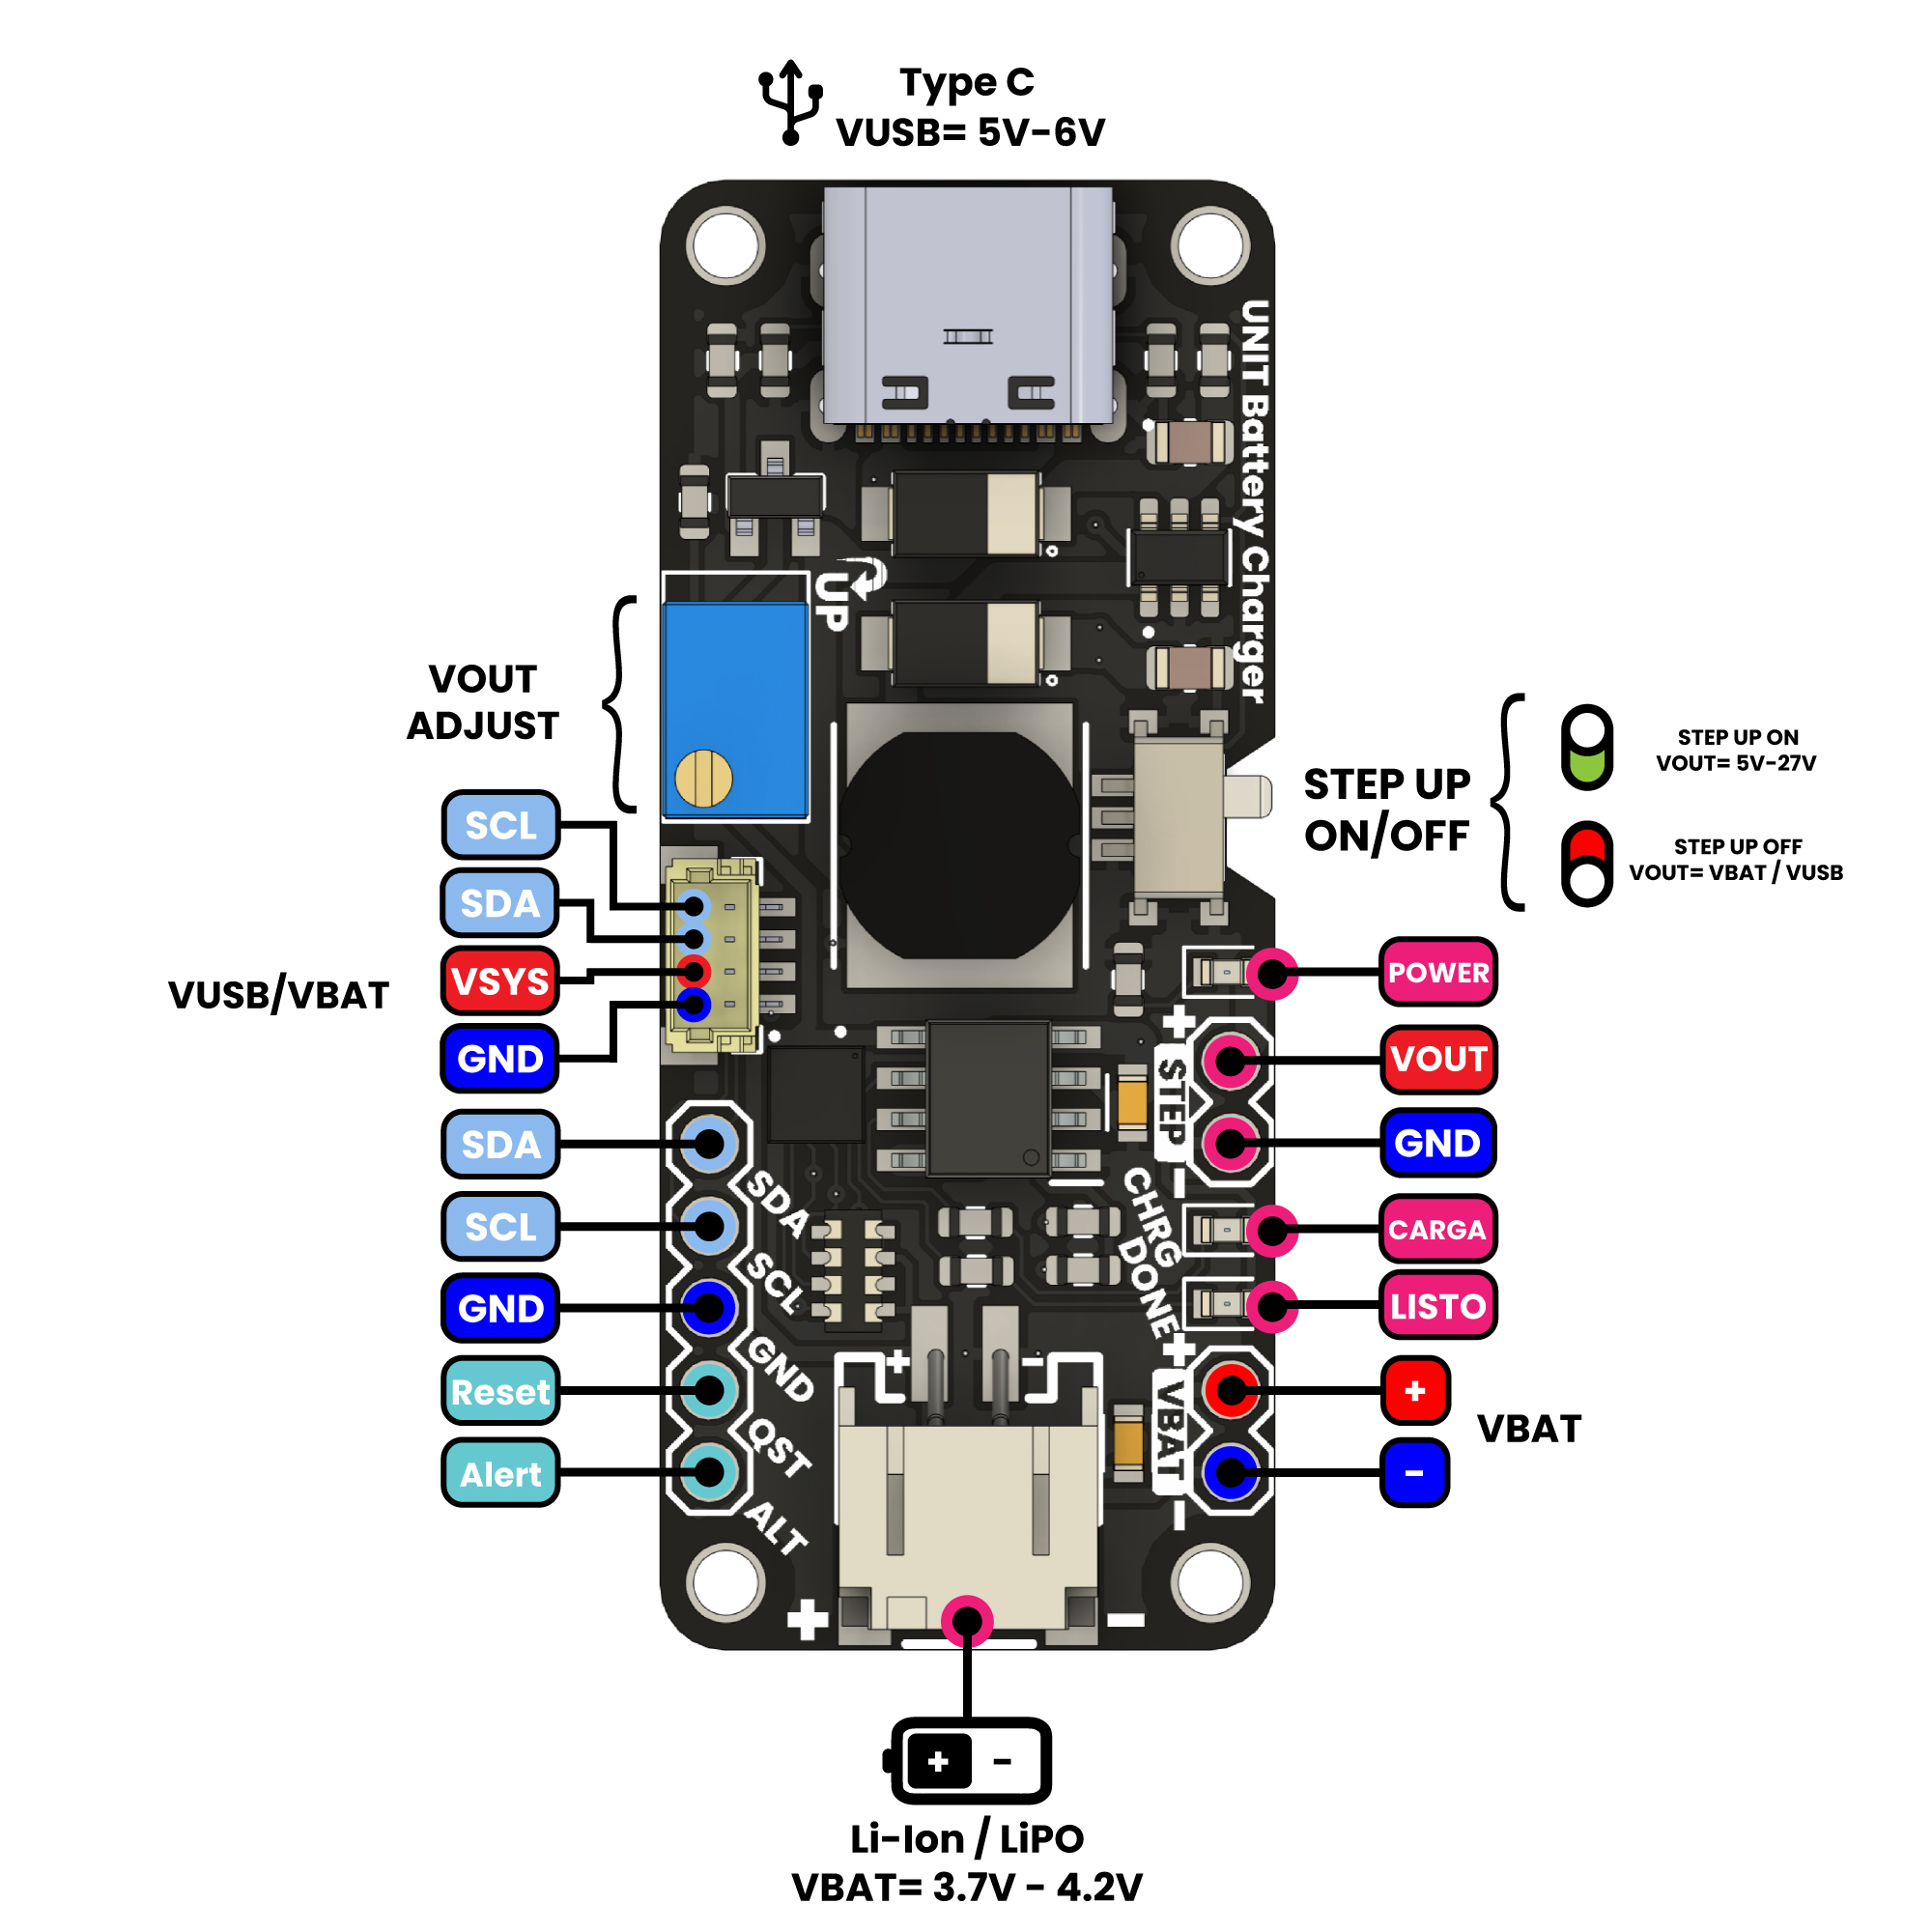 Type C
VUSB= 5V-6V
UNIT Battery Charger
UP
VOUT
ADJUST
STEP UP
ON/OFF
STEP UP ON
VOUT= 5V-27V
STEP UP OFF
VOUT= VBAT / VUSB
SCL
SDA
VSYS
GND
VUSB/VBAT
SDA
SCL
GND
Reset
Alert
SDA
SCL
GND
QST
ALT
POWER
VOUT
GND
CARGA
LISTO
+
-
VBAT
+
STEP
-
CHRG
DONE
+
VBAT
-
+
-
+
-
+ -
Li-Ion / LiPO
VBAT= 3.7V - 4.2V